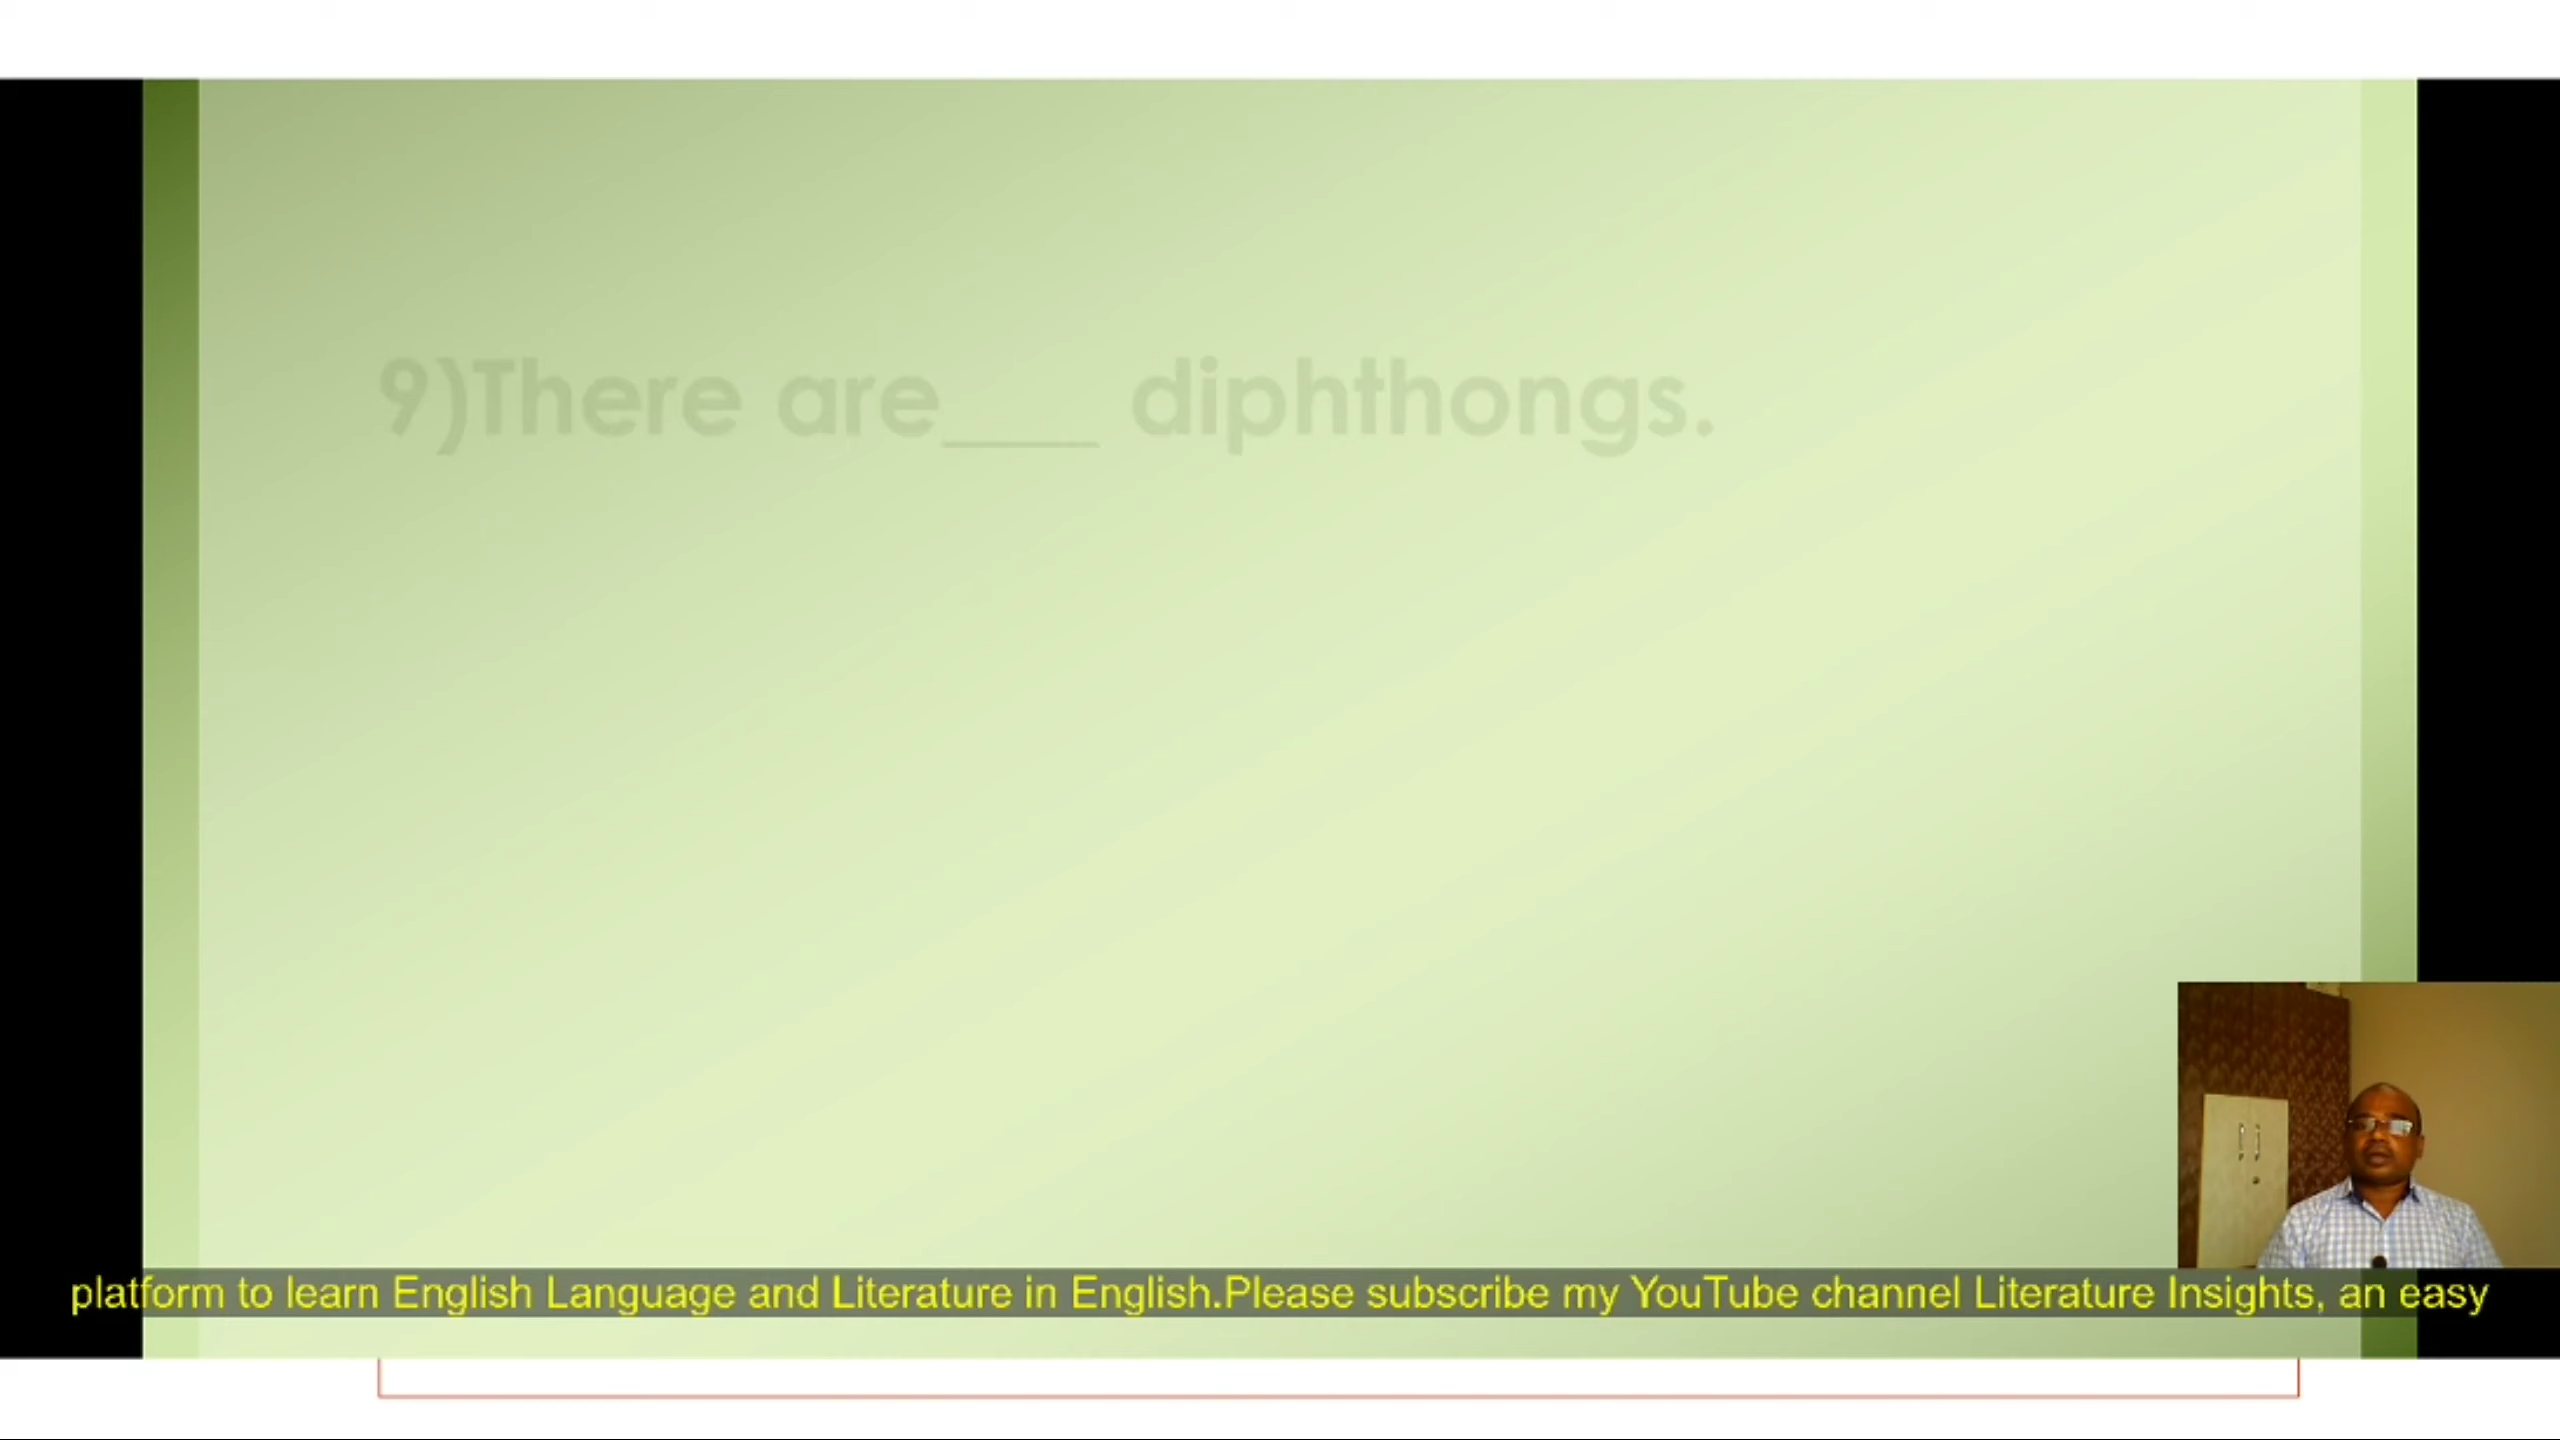 9)There are___ diphthongs.
platform to learn English Language and Literature in English.Please subscribe my YouTube channel Literature Insights, an easy